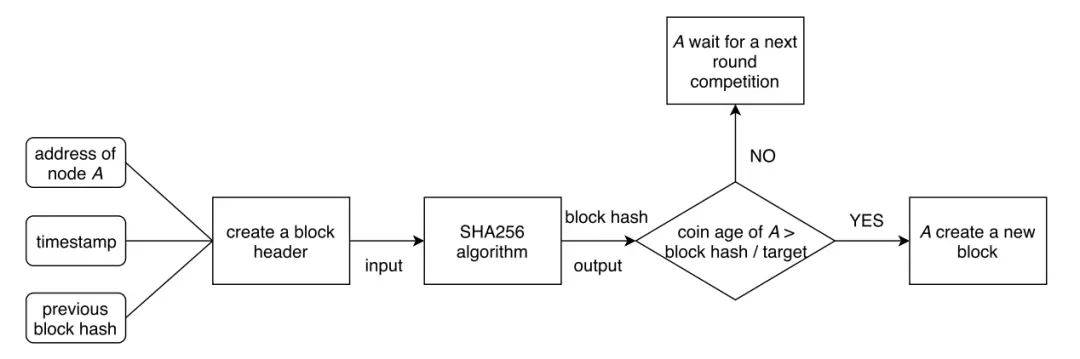 A wait for a next
round
competition
NO
address of
node A
timestamp
previous
block hash
create a block
header
input
SHA256
algorithm
block hash
output
coin age of A >
block hash / target
YES
A create a new
block